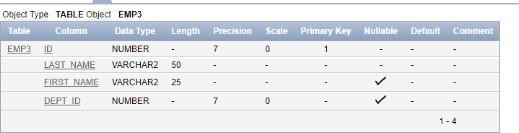 Object Type TABLE Object EMP3
Table Column Data Type Length Precision Scale Primary Key Nullable Default Comment
EMP3 ID NUMBER - 7 0 1 - - -
LAST_NAME VARCHAR2 50 - - - - - -
FIRST_NAME VARCHAR2 25 - - - ✓ - -
DEPT_ID NUMBER - 7 0 - ✓ - -
1 - 4